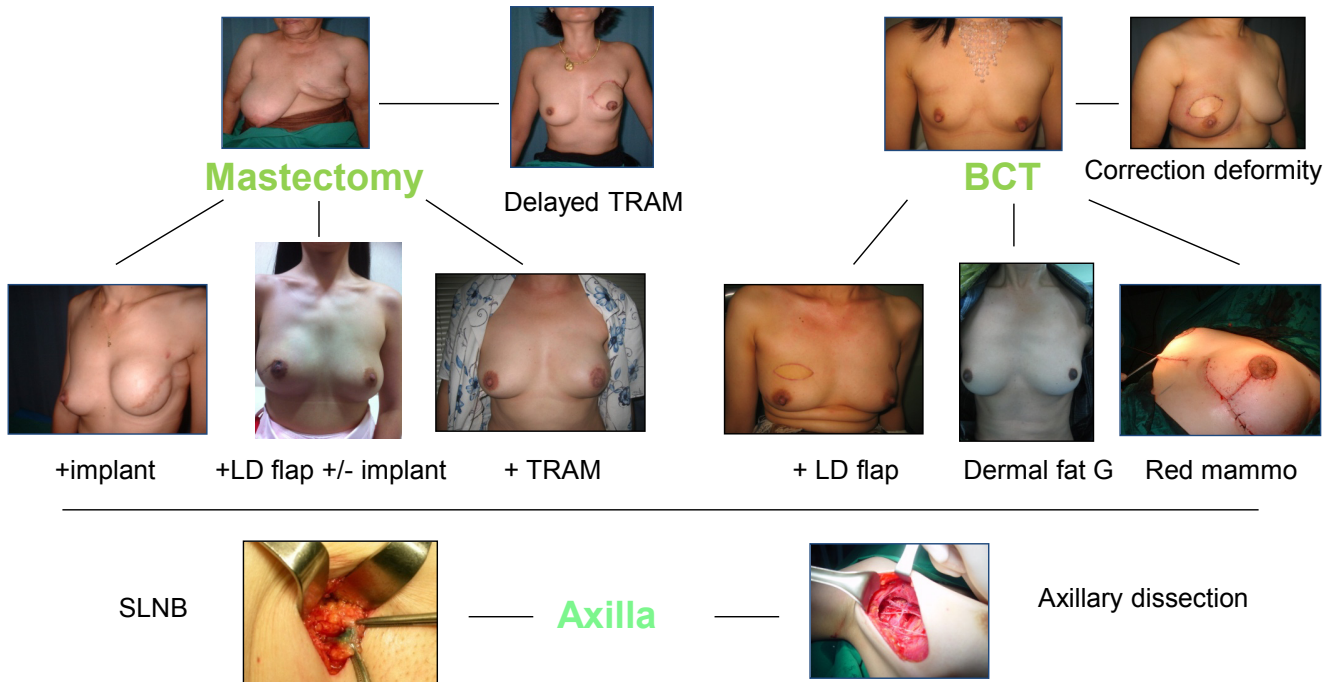 Mastectomy
Delayed TRAM
BCT
Correction deformity
+implant
+LD flap +/- implant
+ TRAM
+ LD flap
Dermal fat G
Red mammo
SLNB
Axilla
Axillary dissection